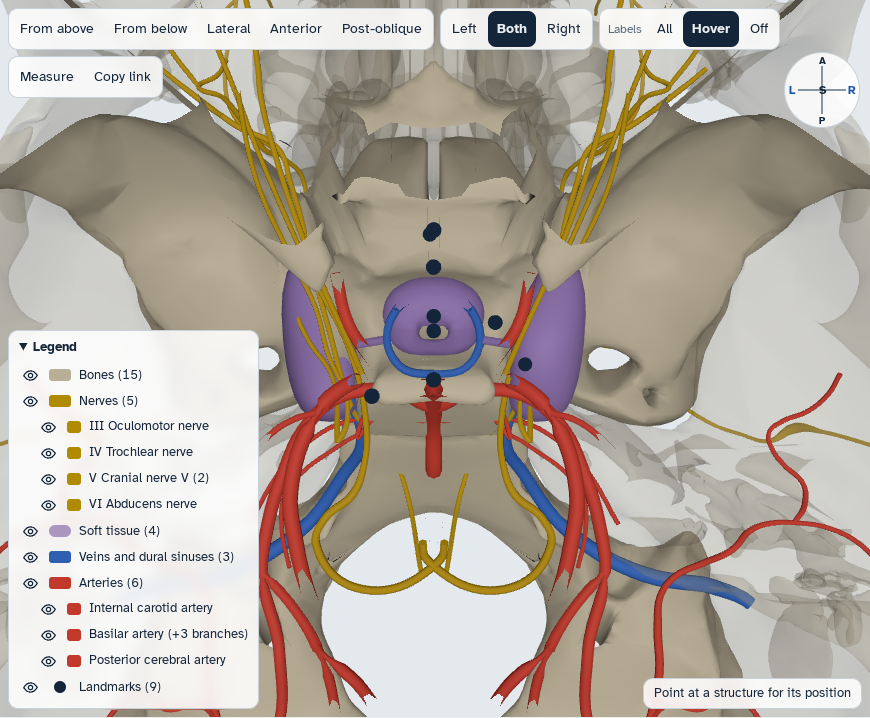 From above From below Lateral Anterior Post-oblique Left Both Right Labels All Hover Off
Measure Copy link
A
L S R
P
▼ Legend
Bones (15)
Nerves (5)
III Oculomotor nerve
IV Trochlear nerve
V Cranial nerve V (2)
VI Abducens nerve
Soft tissue (4)
Veins and dural sinuses (3)
Arteries (6)
Internal carotid artery
Basilar artery (+3 branches)
Posterior cerebral artery
Landmarks (9)
Point at a structure for its position